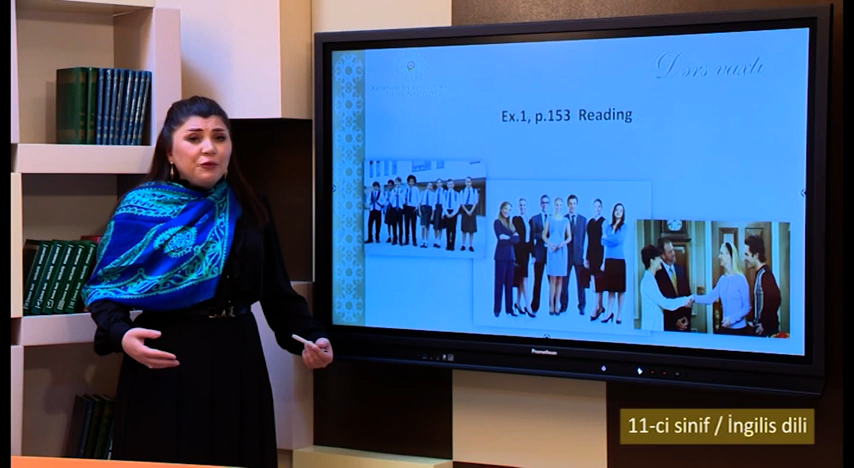 Dərs vaxtı
Ex.1, p.153 Reading
Promethean
11-ci sinif / İngilis dili